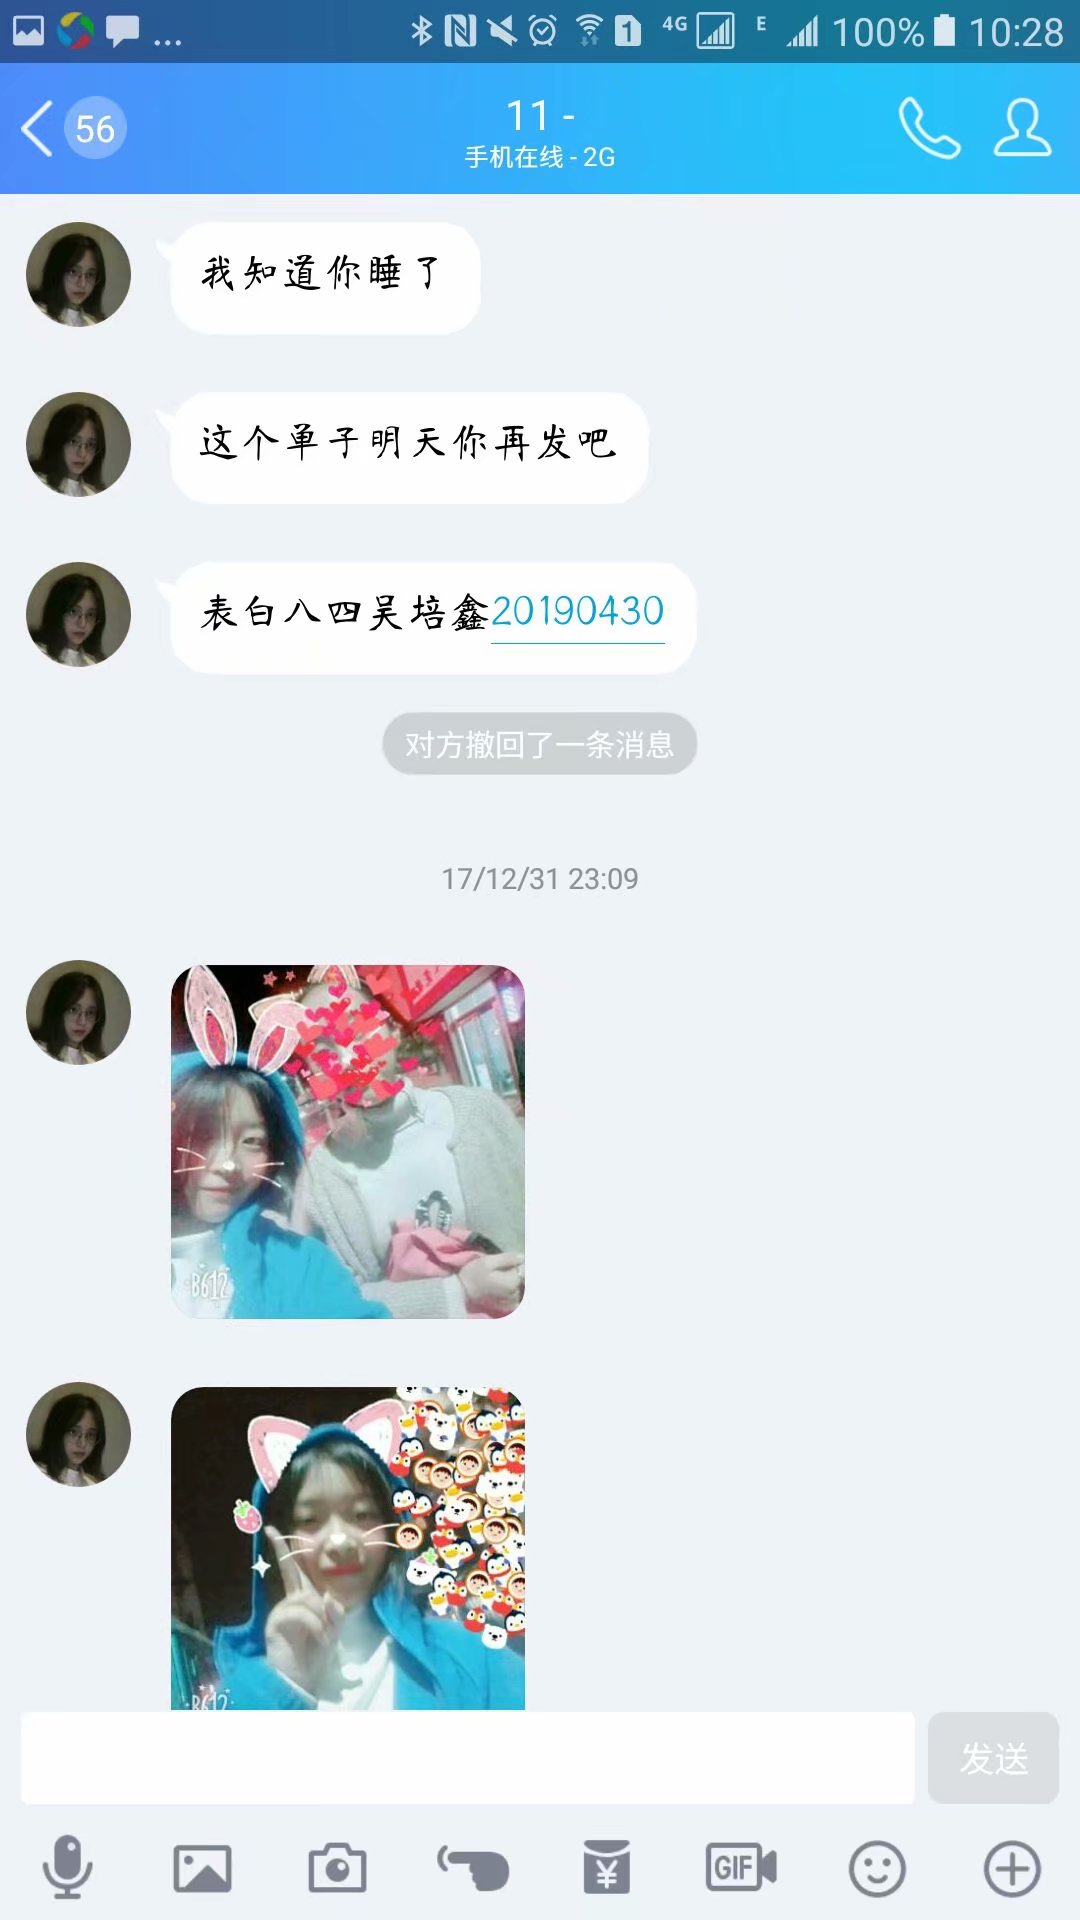 ... 4G E 100% 10:28
56
11 -
手机在线 - 2G
我知道你睡了
这个单子明天你再发吧
表白八四吴培鑫20190430
对方撤回了一条消息
17/12/31 23:09
B612
B612
发送
GIF